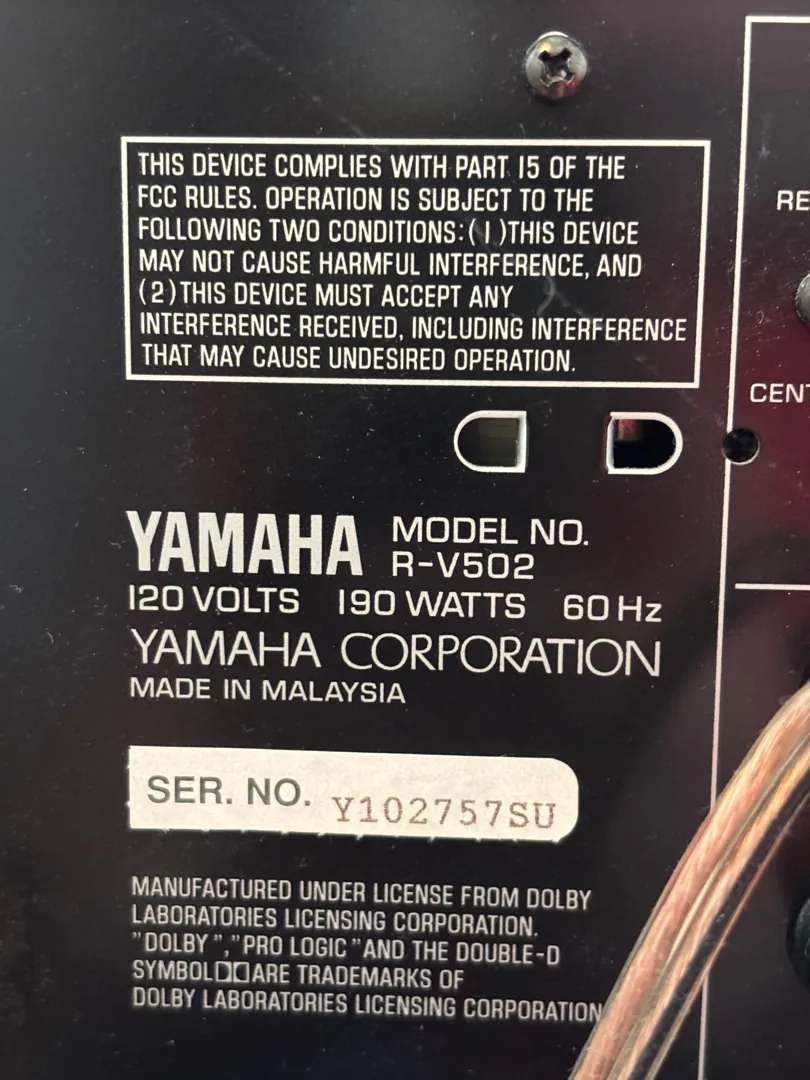 THIS DEVICE COMPLIES WITH PART 15 OF THE
FCC RULES. OPERATION IS SUBJECT TO THE
FOLLOWING TWO CONDITIONS:(1)THIS DEVICE
MAY NOT CAUSE HARMFUL INTERFERENCE, AND
(2)THIS DEVICE MUST ACCEPT ANY
INTERFERENCE RECEIVED, INCLUDING INTERFERENCE
THAT MAY CAUSE UNDESIRED OPERATION.
RE
CENT
YAMAHA MODEL NO.
R-V502
120 VOLTS 190 WATTS 60 Hz
YAMAHA CORPORATION
MADE IN MALAYSIA
SER. NO. Y102757SU
MANUFACTURED UNDER LICENSE FROM DOLBY
LABORATORIES LICENSING CORPORATION.
"DOLBY","PRO LOGIC"AND THE DOUBLE-D
SYMBOL ARE TRADEMARKS OF
DOLBY LABORATORIES LICENSING CORPORATION